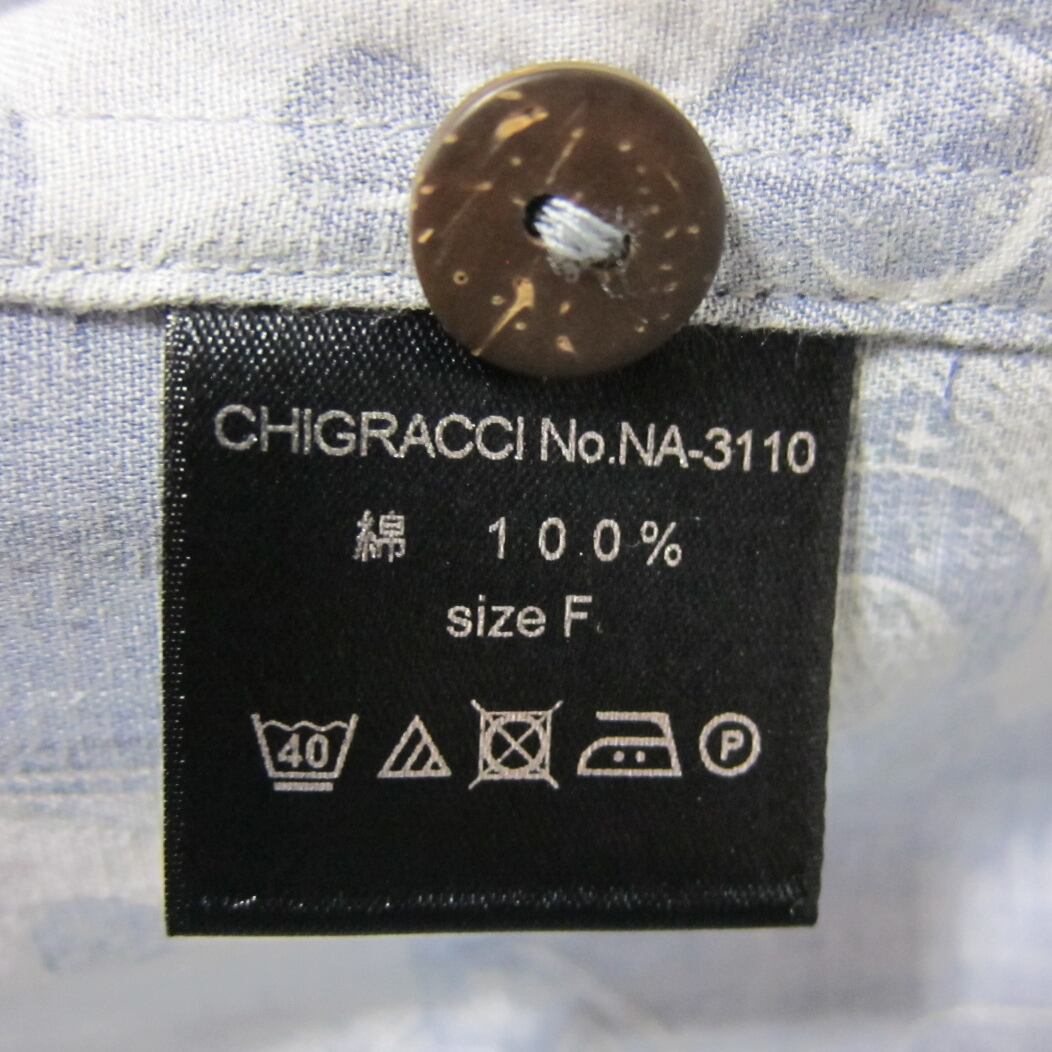 CHIGRACCI No.NA-3110
綿 100%
size F
40 P